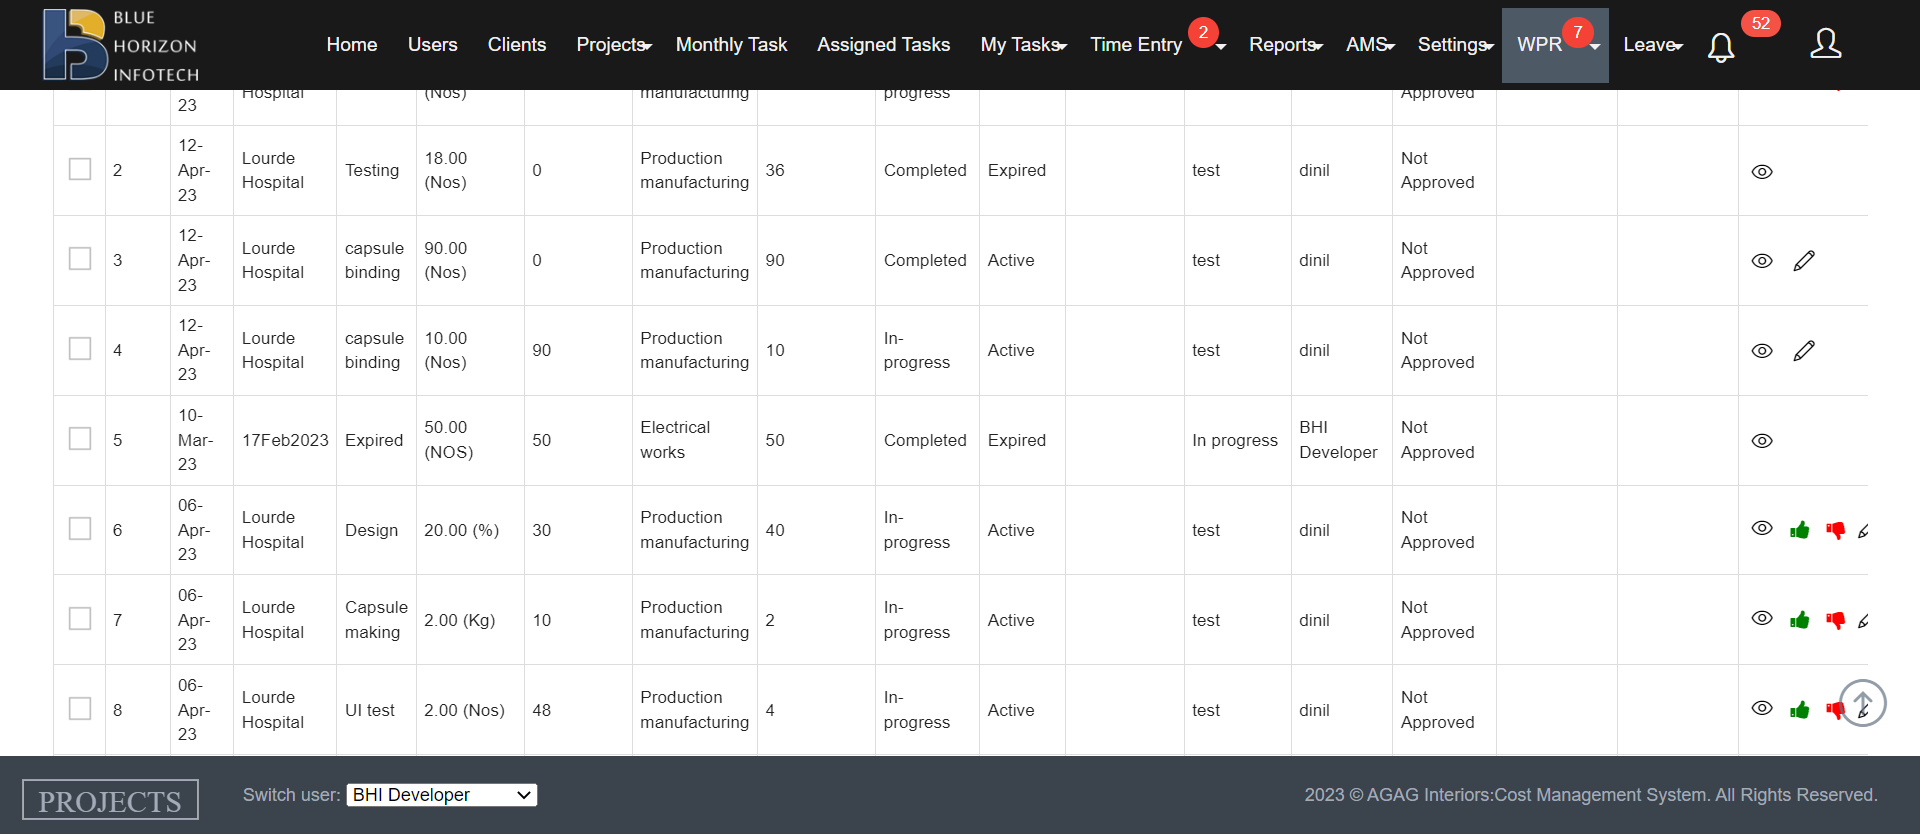 BLUE
HORIZON
INFOTECH
Home Users Clients Projects Monthly Task Assigned Tasks My Tasks Time Entry 2 Reports AMS Settings WPR 7 Leave 52
23 Hospital (Nos) manufacturing progress Approved
2 12-Apr-23 Lourde Hospital Testing 18.00 (Nos) 0 Production manufacturing 36 Completed Expired test dinil Not Approved
3 12-Apr-23 Lourde Hospital capsule binding 90.00 (Nos) 0 Production manufacturing 90 Completed Active test dinil Not Approved
4 12-Apr-23 Lourde Hospital capsule binding 10.00 (Nos) 90 Production manufacturing 10 In-progress Active test dinil Not Approved
5 10-Mar-23 17Feb2023 Expired 50.00 (NOS) 50 Electrical works 50 Completed Expired In progress BHI Developer Not Approved
6 06-Apr-23 Lourde Hospital Design 20.00 (%) 30 Production manufacturing 40 In-progress Active test dinil Not Approved
7 06-Apr-23 Lourde Hospital Capsule making 2.00 (Kg) 10 Production manufacturing 2 In-progress Active test dinil Not Approved
8 06-Apr-23 Lourde Hospital UI test 2.00 (Nos) 48 Production manufacturing 4 In-progress Active test dinil Not Approved
PROJECTS Switch user: BHI Developer 2023 © AGAG Interiors:Cost Management System. All Rights Reserved.